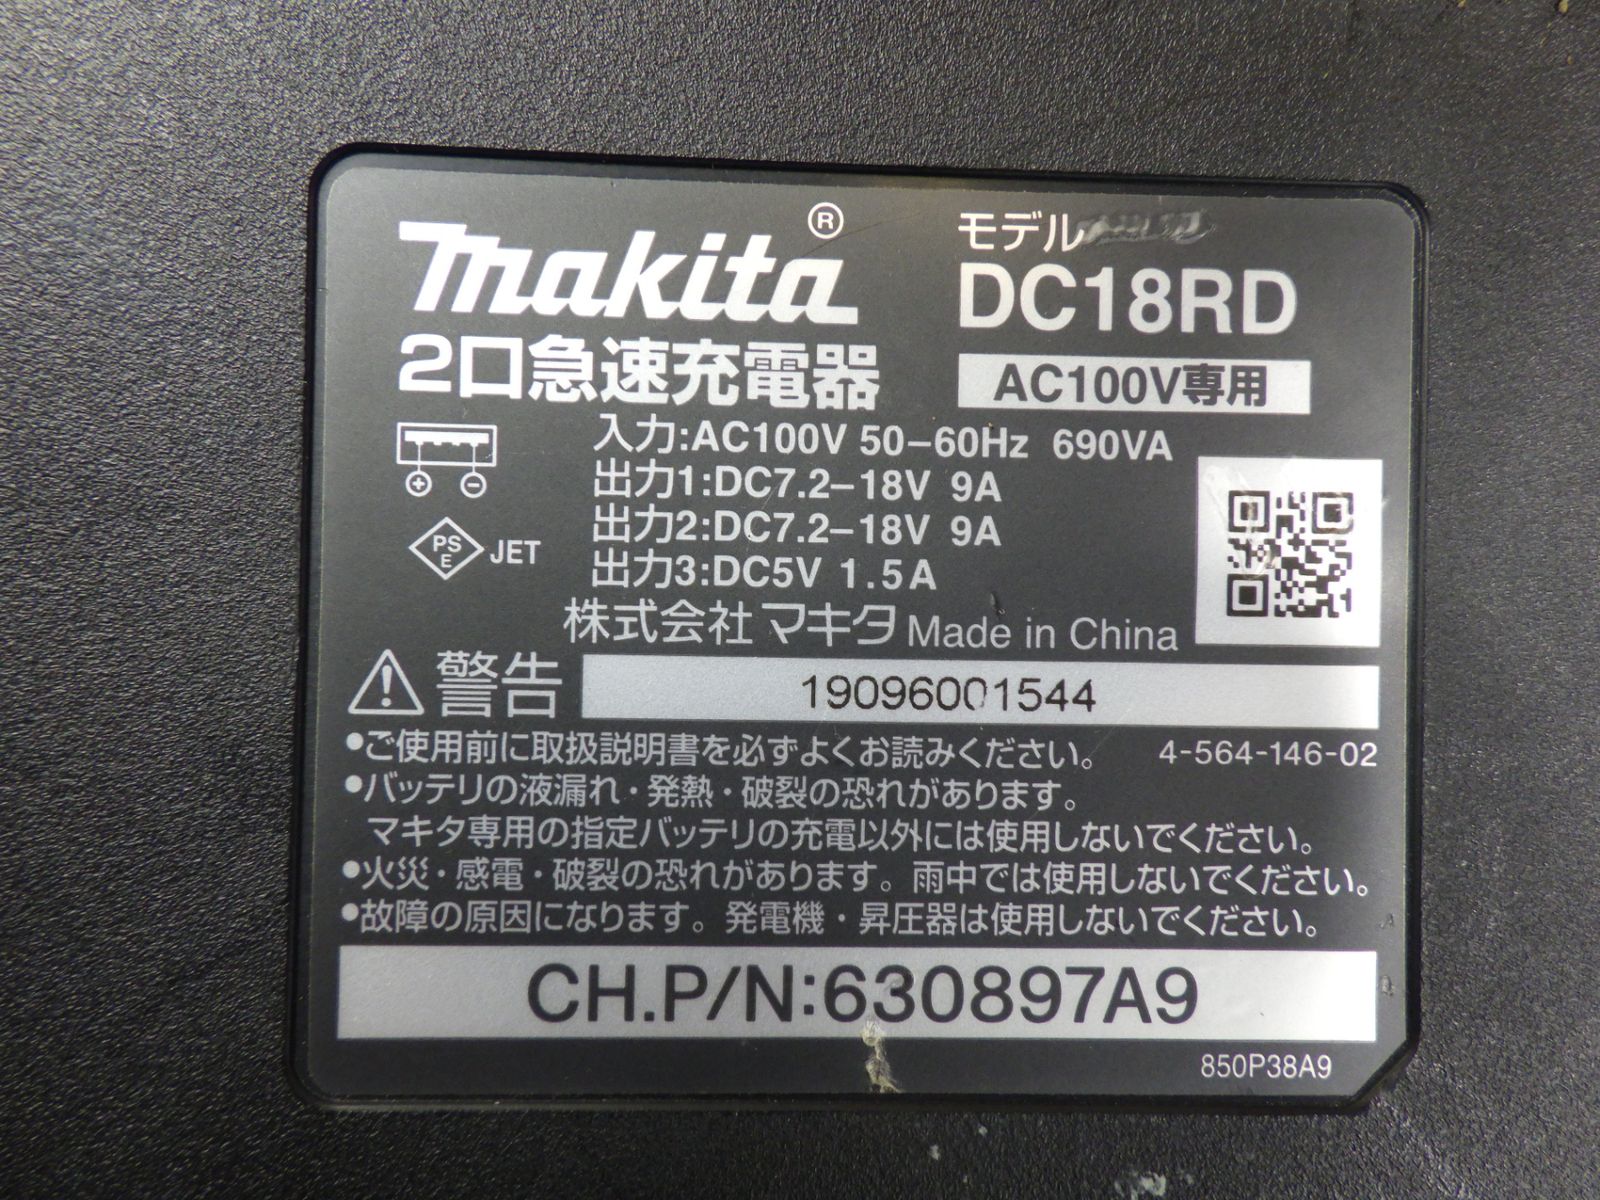 makita®
モデル
DC18RD
2口急速充電器
AC100V専用
入力:AC100V 50-60Hz 690VA
出力1:DC7.2-18V 9A
出力2:DC7.2-18V 9A
出力3:DC5V 1.5A
PS
E
JET
株式会社マキタ Made in China
警告
19096001544
●ご使用前に取扱説明書を必ずよくお読みください。 4-564-146-02
●バッテリの液漏れ・発熱・破裂の恐れがあります。
マキタ専用の指定バッテリの充電以外には使用しないでください。
●火災・感電・破裂の恐れがあります。雨中では使用しないでください。
●故障の原因になります。発電機・昇圧器は使用しないでください。
CH.P/N:630897A9
850P38A9